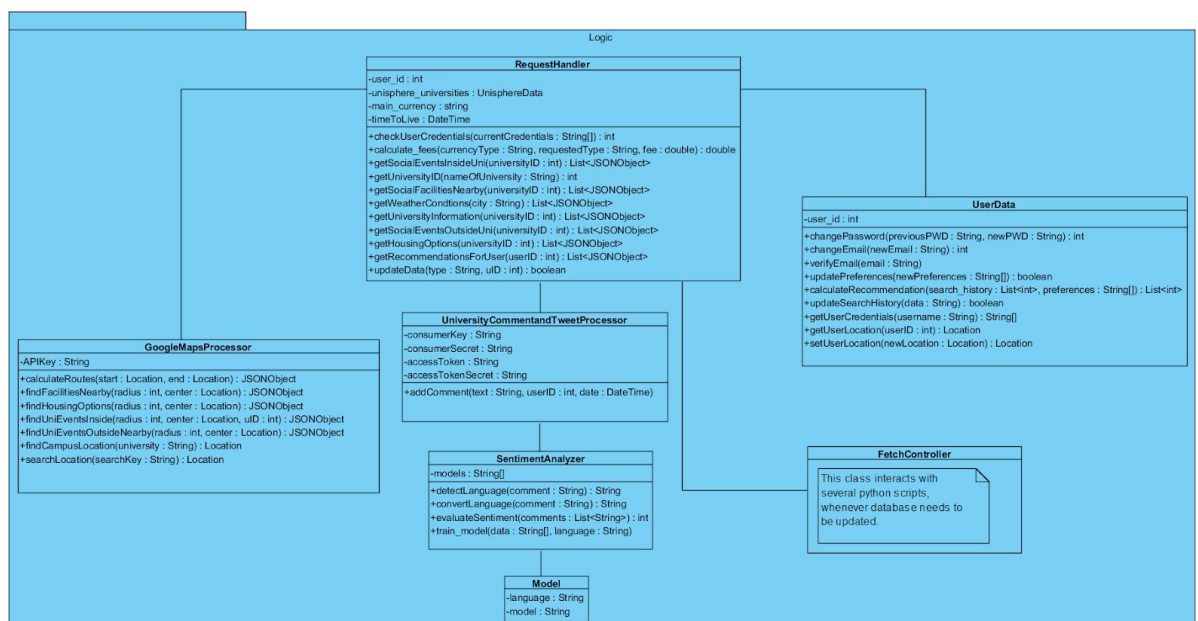 Logic
RequestHandler
-user_id : int
-unisphere_universities : UnisphereData
-main_currency : string
-timeToLive : DateTime
+checkUserCredentials(currentCredentials : String[]) : int
+calculate_fees(currencyType : String, requestedType : String, fee : double) : double
+getSocialEventsInsideUni(universityID : int) : List<JSONObject>
+getUniversityID(nameOfUniversity : String) : int
+getSocialFacilitiesNearby(universityID : int) : List<JSONObject>
+getWeatherCondtions(city : String) : List<JSONObject>
+getUniversityInformation(universityID : int) : List<JSONObject>
+getSocialEventsOutsideUni(universityID : int) : List<JSONObject>
+getHousingOptions(universityID : int) : List<JSONObject>
+getRecommendationsForUser(userID : int) : List<JSONObject>
+updateData(type : String, uID : int) : boolean
UserData
-user_id : int
+changePassword(previousPWD : String, newPWD : String) : int
+changeEmail(newEmail : String) : int
+verifyEmail(email : String)
+updatePreferences(newPreferences : String[]) : boolean
+calculateRecommendation(search_history : List<int>, preferences : String[]) : List<int>
+updateSearchHistory(data : String) : boolean
+getUserCredentials(username : String) : String[]
+getUserLocation(userID : int) : Location
+setUserLocation(newLocation : Location) : Location
GoogleMapsProcessor
-APIKey : String
+calculateRoutes(start : Location, end : Location) : JSONObject
+findFacilitiesNearby(radius : int, center : Location) : JSONObject
+findHousingOptions(radius : int, center : Location) : JSONObject
+findUniEventsInside(radius : int, center : Location, uID : int) : JSONObject
+findUniEventsOutsideNearby(radius : int, center : Location) : JSONObject
+findCampusLocation(university : String) : Location
+searchLocation(searchKey : String) : Location
UniversityCommentandTweetProcessor
-consumerKey : String
-consumerSecret : String
-accessToken : String
-accessTokenSecret : String
+addComment(text : String, userID : int, date : DateTime)
SentimentAnalyzer
-models : String[]
+detectLanguage(comment : String) : String
+convertLanguage(comment : String) : String
+evaluateSentiment(comments : List<String>) : int
+train_model(data : String[], language : String)
FetchController
This class interacts with
several python scripts,
whenever database needs to
be updated.
Model
-language : String
-model : String